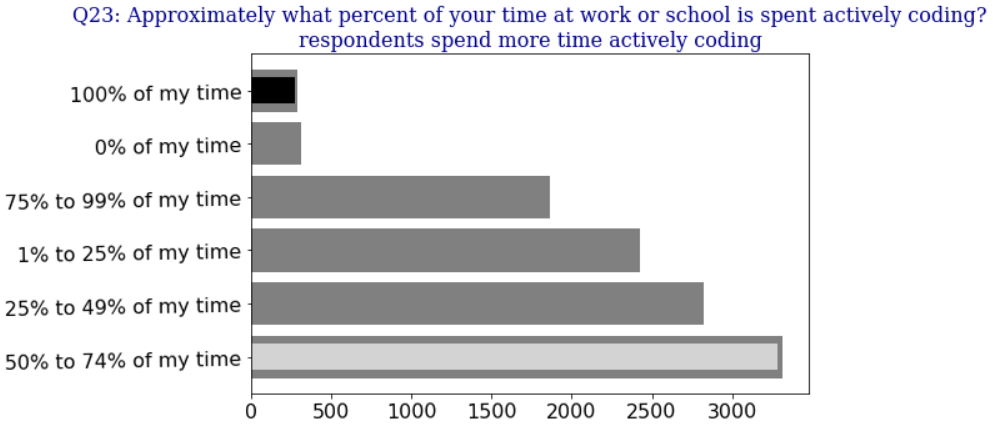 Q23: Approximately what percent of your time at work or school is spent actively coding?
respondents spend more time actively coding
100% of my time
0% of my time
75% to 99% of my time
1% to 25% of my time
25% to 49% of my time
50% to 74% of my time
0 500 1000 1500 2000 2500 3000